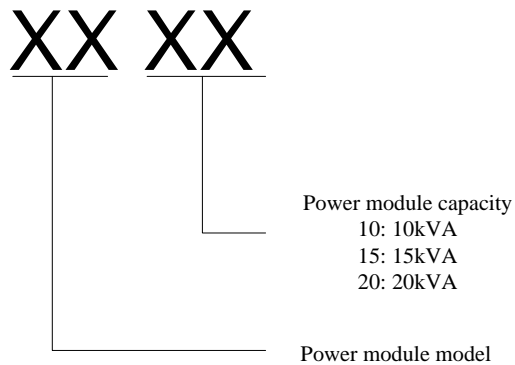 XX XX
Power module capacity
10: 10kVA
15: 15kVA
20: 20kVA
Power module model